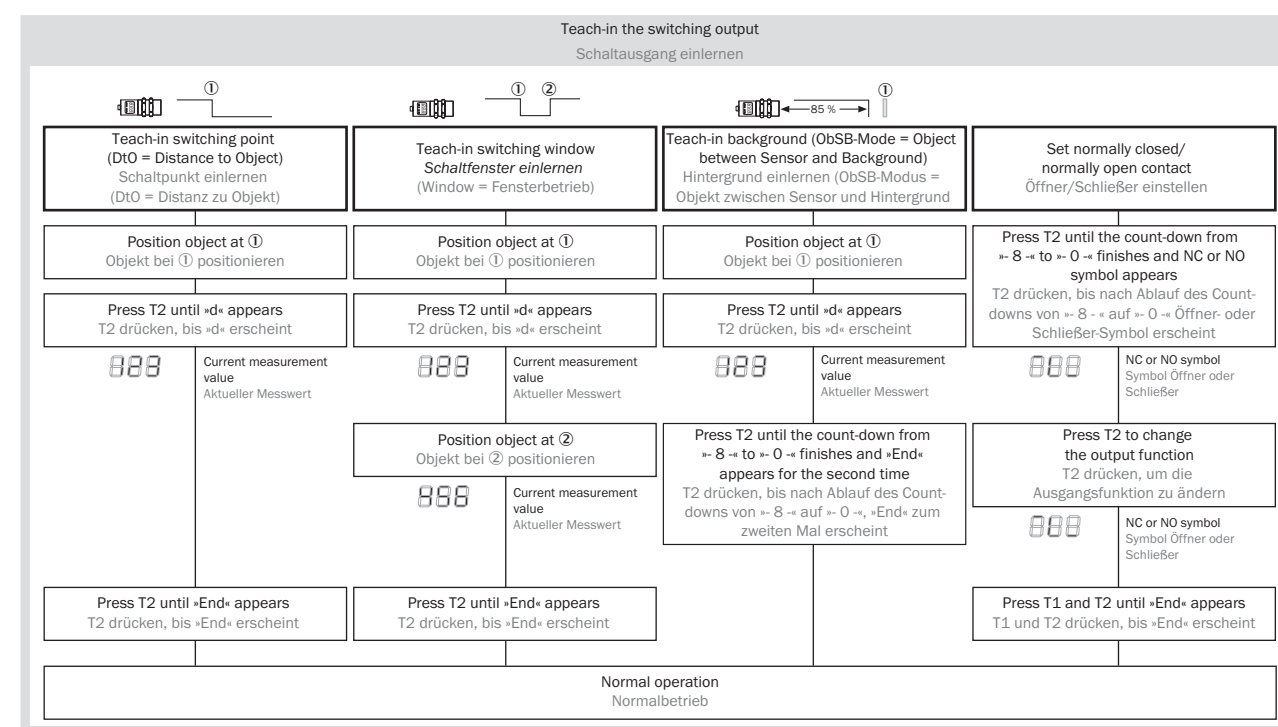 Teach-in the switching output
Schaltausgang einlernen
①
Teach-in switching point
(DtO = Distance to Object)
Schaltpunkt einlernen
(DtO = Distanz zu Objekt)
Position object at ①
Objekt bei ① positionieren
Press T2 until »d« appears
T2 drücken, bis »d« erscheint
123
Current measurement
value
Aktueller Messwert
Press T2 until »End« appears
T2 drücken, bis »End« erscheint
① ②
Teach-in switching window
Schaltfenster einlernen
(Window = Fensterbetrieb)
Position object at ①
Objekt bei ① positionieren
Press T2 until »d« appears
T2 drücken, bis »d« erscheint
123
Current measurement
value
Aktueller Messwert
Position object at ②
Objekt bei ② positionieren
456
Current measurement
value
Aktueller Messwert
Press T2 until »End« appears
T2 drücken, bis »End« erscheint
①
85 %
Teach-in background (ObSB-Mode = Object
between Sensor and Background)
Hintergrund einlernen (ObSB-Modus =
Objekt zwischen Sensor und Hintergrund
Position object at ①
Objekt bei ① positionieren
Press T2 until »d« appears
T2 drücken, bis »d« erscheint
123
Current measurement
value
Aktueller Messwert
Press T2 until the count-down from
»- 8 -« to »- 0 -« finishes and »End«
appears for the second time
T2 drücken, bis nach Ablauf des Count-
downs von »- 8 -« auf »- 0 -«, »End« zum
zweiten Mal erscheint
Set normally closed/
normally open contact
Öffner/Schließer einstellen
Press T2 until the count-down from
»- 8 -« to »- 0 -« finishes and NC or NO
symbol appears
T2 drücken, bis nach Ablauf des Count-
downs von »- 8 - « auf »- 0 -« Öffner- oder
Schließer-Symbol erscheint
NC or NO symbol
Symbol Öffner oder
Schließer
Press T2 to change
the output function
T2 drücken, um die
Ausgangsfunktion zu ändern
NC or NO symbol
Symbol Öffner oder
Schließer
Press T1 and T2 until »End« appears
T1 und T2 drücken, bis »End« erscheint
Normal operation
Normalbetrieb